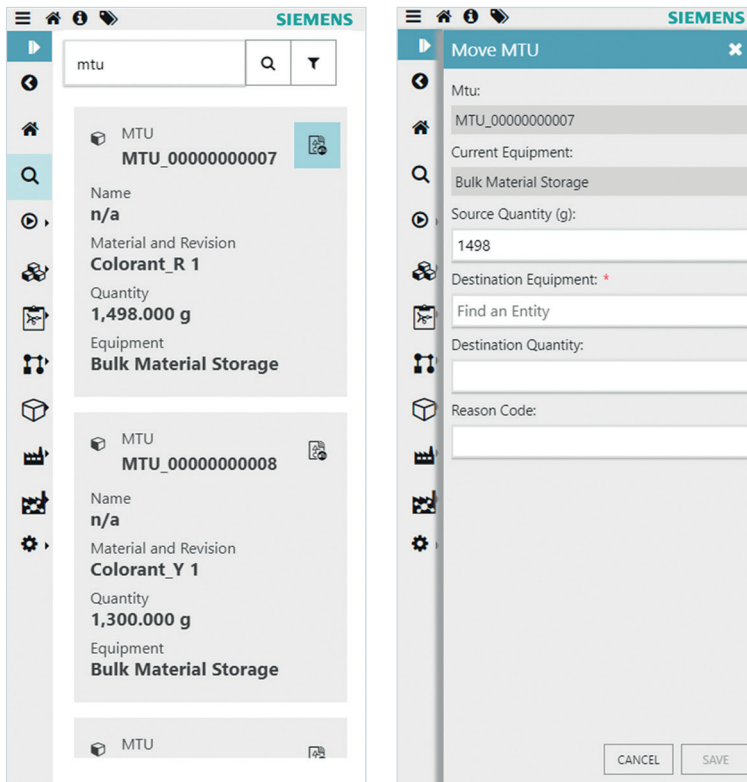 SIEMENS
mtu
MTU
MTU_00000000007
Name
n/a
Material and Revision
Colorant_R 1
Quantity
1,498.000 g
Equipment
Bulk Material Storage
MTU
MTU_00000000008
Name
n/a
Material and Revision
Colorant_Y 1
Quantity
1,300.000 g
Equipment
Bulk Material Storage
MTU
SIEMENS
Move MTU
Mtu:
MTU_00000000007
Current Equipment:
Bulk Material Storage
Source Quantity (g):
1498
Destination Equipment: *
Find an Entity
Destination Quantity:
Reason Code:
CANCEL SAVE